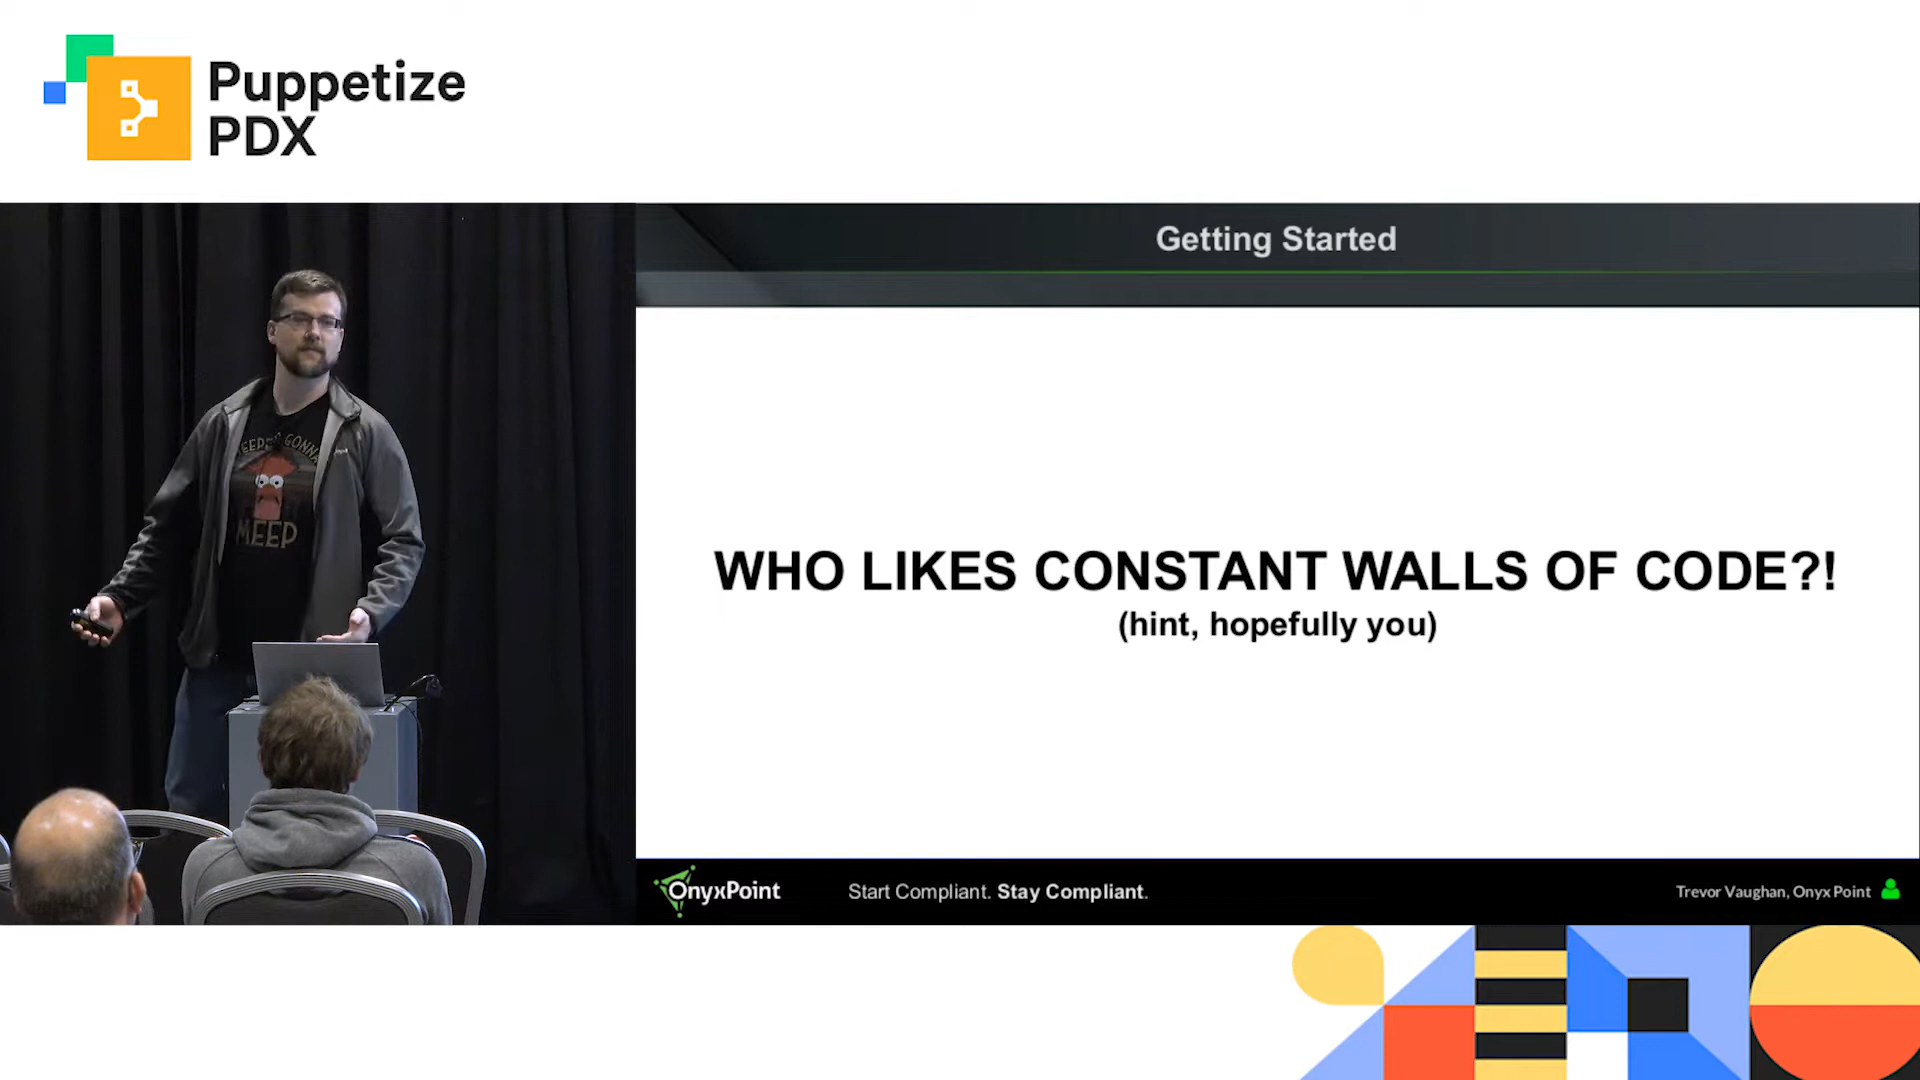 Puppetize
PDX
Getting Started
GONNA
MEEP
WHO LIKES CONSTANT WALLS OF CODE?!
(hint, hopefully you)
OnyxPoint
Start Compliant. Stay Compliant.
Trevor Vaughan, Onyx Point